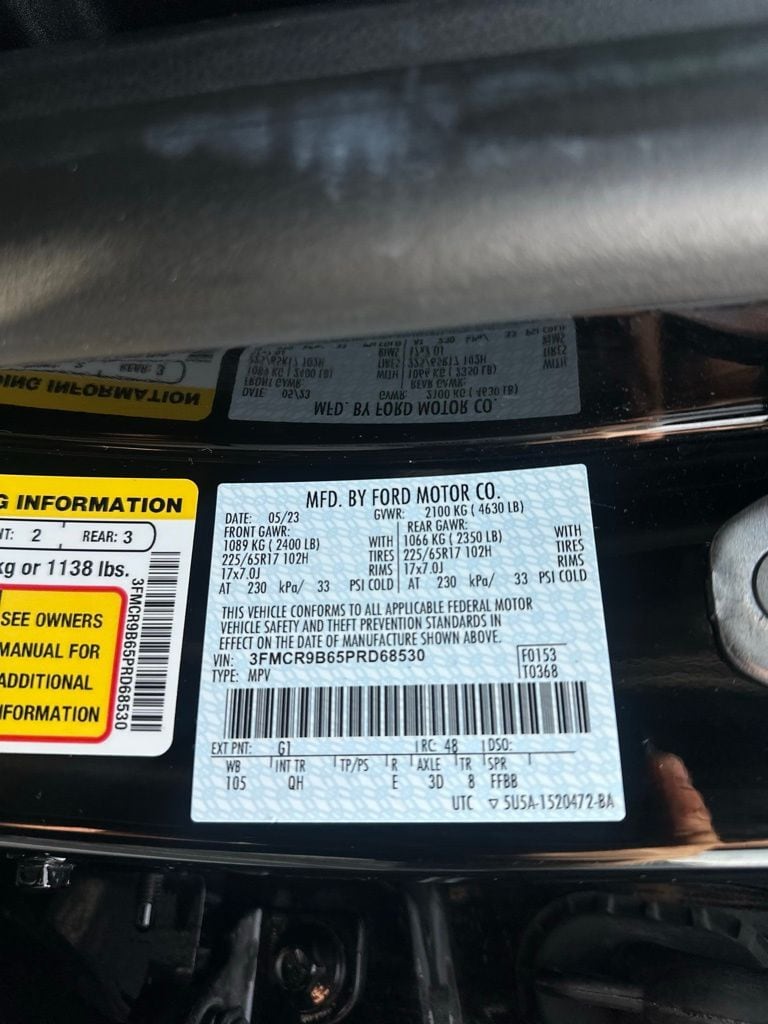 MFD. BY FORD MOTOR CO.
DATE: 05/23 GVWR: 2100 KG ( 4630 LB)
FRONT GAWR: REAR GAWR:
1089 KG ( 2400 LB) WITH 1066 KG ( 2350 LB) WITH
225/65R17 102H TIRES 225/65R17 102H TIRES
17x7.0J RIMS 17x7.0J RIMS
AT 230 kPa/ 33 PSI COLD AT 230 kPa/ 33 PSI COLD
THIS VEHICLE CONFORMS TO ALL APPLICABLE FEDERAL MOTOR
VEHICLE SAFETY AND THEFT PREVENTION STANDARDS IN
EFFECT ON THE DATE OF MANUFACTURE SHOWN ABOVE.
VIN: 3FMCR9B65PRD68530 F0153
TYPE: MPV T0368
EXT PNT: G1 RC: 48 DSO:
WB INT TR TP/PS R AXLE TR SPR
105 QH E 3D 8 FFBB
UTC ▽ 5U5A-1520472-BA
G INFORMATION
NT: 2 REAR: 3
kg or 1138 lbs.
SEE OWNERS
MANUAL FOR
ADDITIONAL
NFORMATION
3FMCR9B65PRD68530